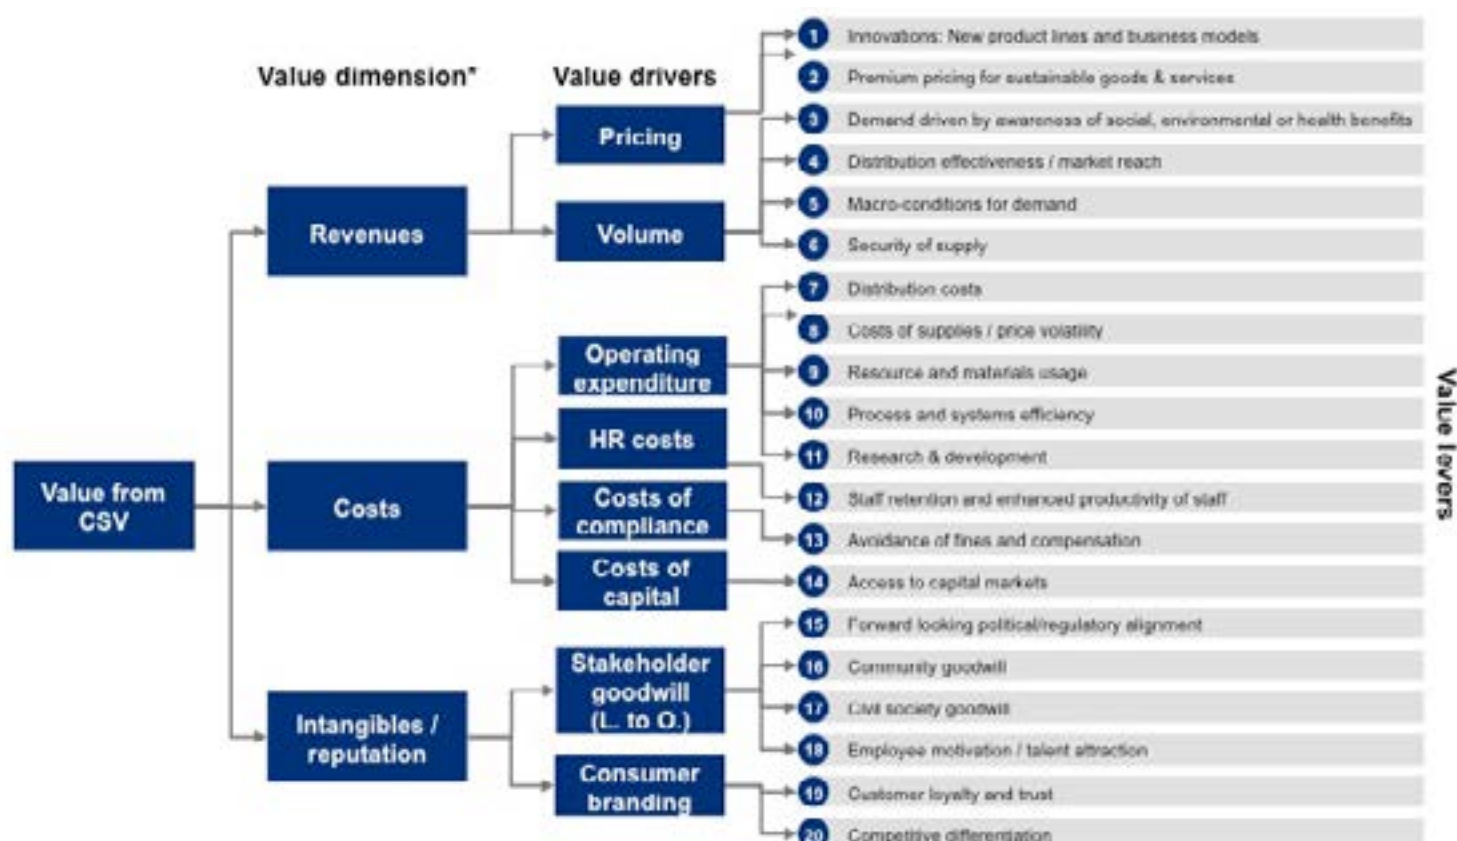 Value dimension*
Value drivers
Value levers
Value from
CSV
Revenues
Costs
Intangibles /
reputation
Pricing
Volume
Operating
expenditure
HR costs
Costs of
compliance
Costs of
capital
Stakeholder
goodwill
(L. to O.)
Consumer
branding
1 Innovations: New product lines and business models
2 Premium pricing for sustainable goods & services
3 Demand driven by awareness of social, environmental or health benefits
4 Distribution effectiveness / market reach
5 Macro-conditions for demand
6 Security of supply
7 Distribution costs
8 Costs of supplies / price volatility
9 Resource and materials usage
10 Process and systems efficiency
11 Research & development
12 Staff retention and enhanced productivity of staff
13 Avoidance of fines and compensation
14 Access to capital markets
15 Forward looking political/regulatory alignment
16 Community goodwill
17 Civil society goodwill
18 Employee motivation / talent attraction
19 Customer loyalty and trust
20 Competitive differentiation